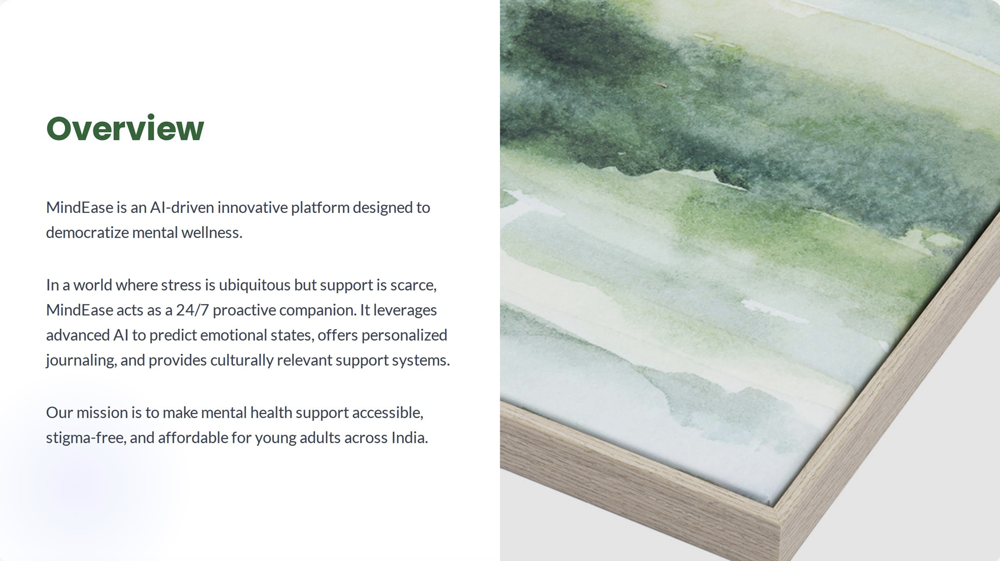 Overview
MindEase is an AI-driven innovative platform designed to
democratize mental wellness.
In a world where stress is ubiquitous but support is scarce,
MindEase acts as a 24/7 proactive companion. It leverages
advanced AI to predict emotional states, offers personalized
journaling, and provides culturally relevant support systems.
Our mission is to make mental health support accessible,
stigma-free, and affordable for young adults across India.